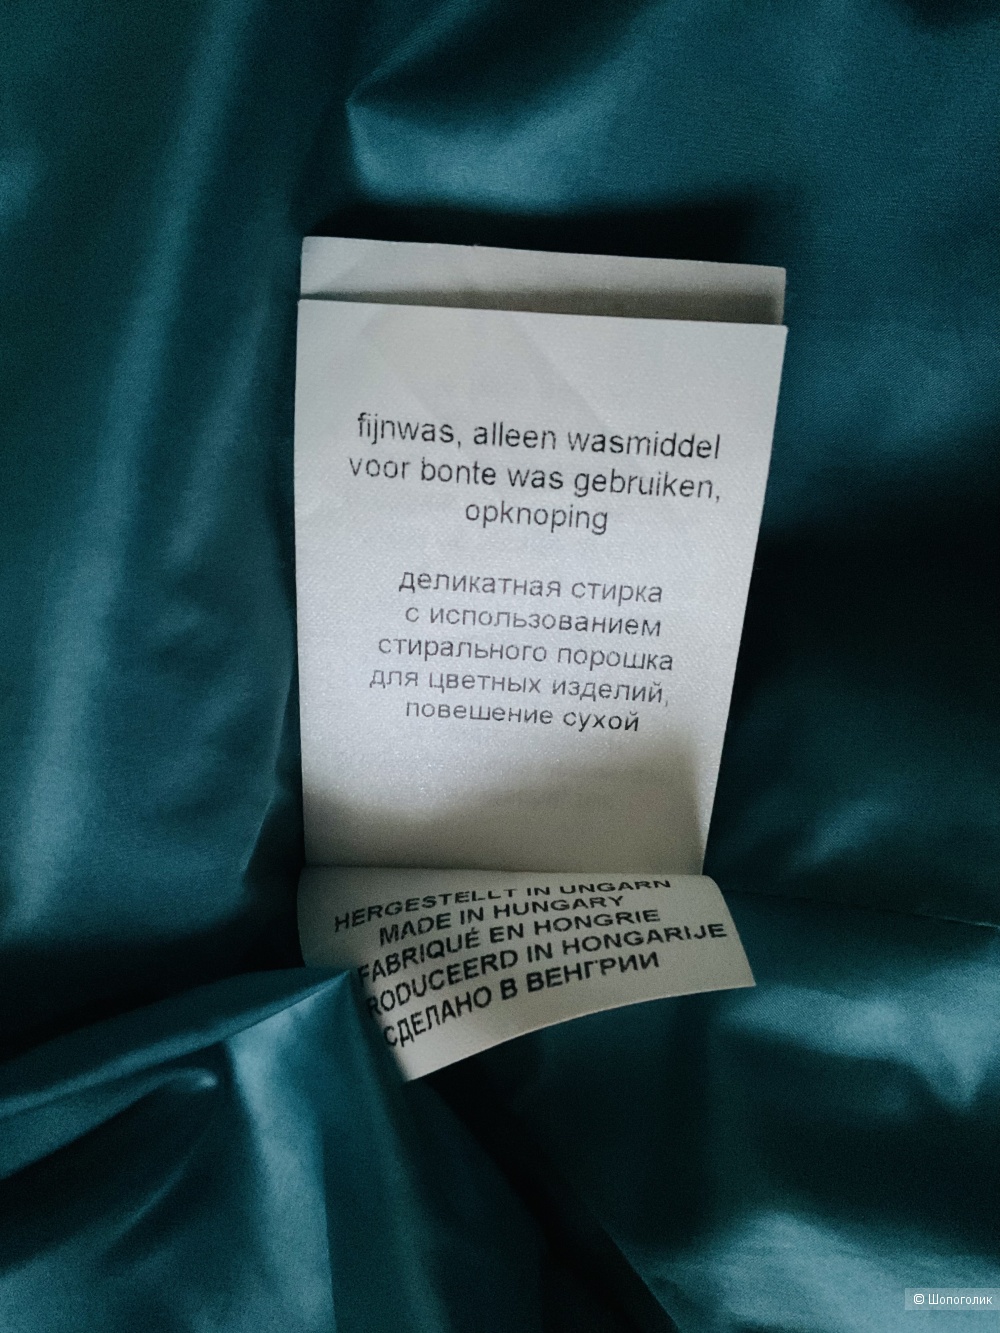 fijnwas, alleen wasmiddel
voor bonte was gebruiken,
opknoping
деликатная стирка
с использованием
стирального порошка
для цветных изделий,
повешение сухой
HERGESTELLT IN UNGARN
MADE IN HUNGARY
FABRIQUÉ EN HONGRIE
RODUCEERD IN HONGARIJE
СДЕЛАНО В ВЕНГРИИ
© Шопоголик